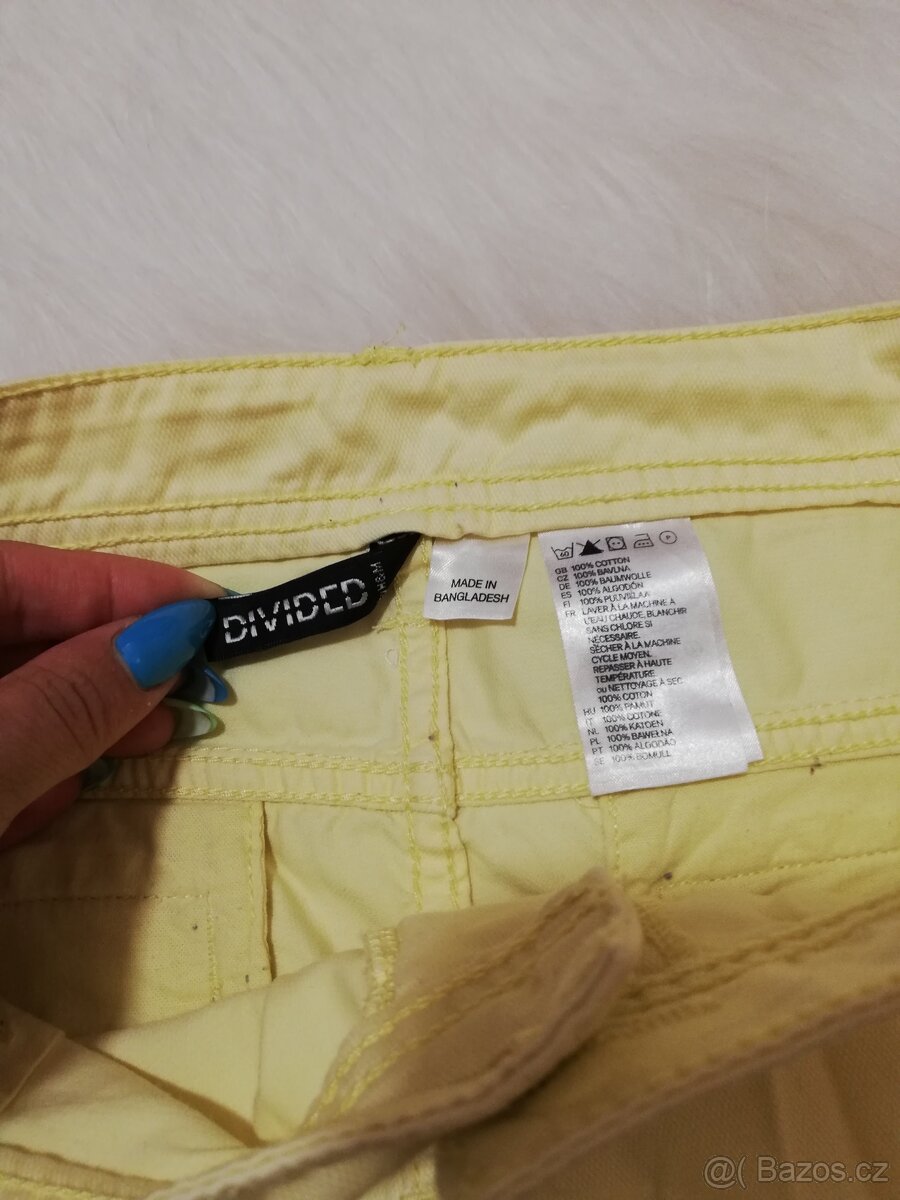 DIVIDED
H&M
MADE IN
BANGLADESH
60
P
GB 100% COTTON
CZ 100% BAVLNA
DE 100% BAUMWOLLE
ES 100% ALGODÓN
FI 100% PUUVILLAA
FR LAVER À LA MACHINE À
L'EAU CHAUDE, BLANCHIR
SANS CHLORE SI
NÉCESSAIRE.
SÉCHER À LA MACHINE
CYCLE MOYEN.
REPASSER À HAUTE
TEMPÉRATURE
OU NETTOYAGE À SEC
100% COTON
HU 100% PAMUT
IT 100% COTONE
NL 100% KATOEN
PL 100% BAWEŁNA
PT 100% ALGODÃO
SE 100% BOMULL
@( Bazos.cz